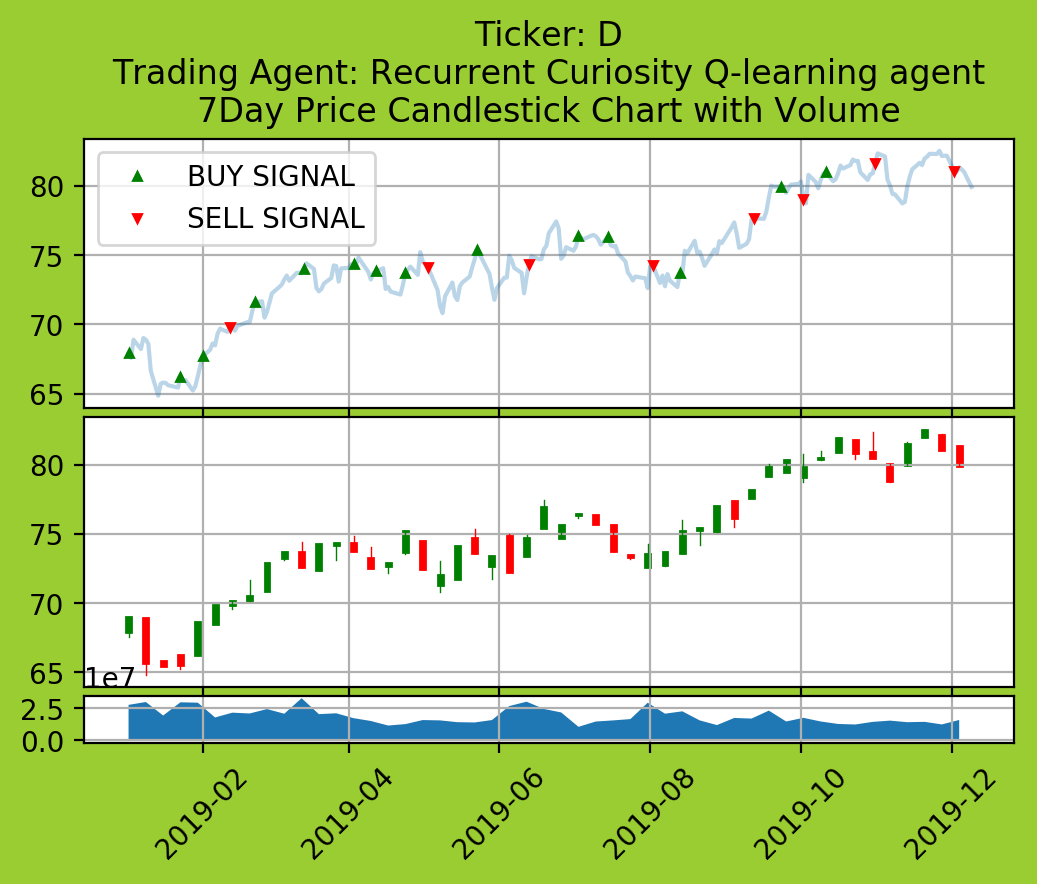 Ticker: D
Trading Agent: Recurrent Curiosity Q-learning agent
7Day Price Candlestick Chart with Volume
BUY SIGNAL
SELL SIGNAL
80
75
70
65
80
75
70
65
1e7
2.5
0.0
2019-02
2019-04
2019-06
2019-08
2019-10
2019-12